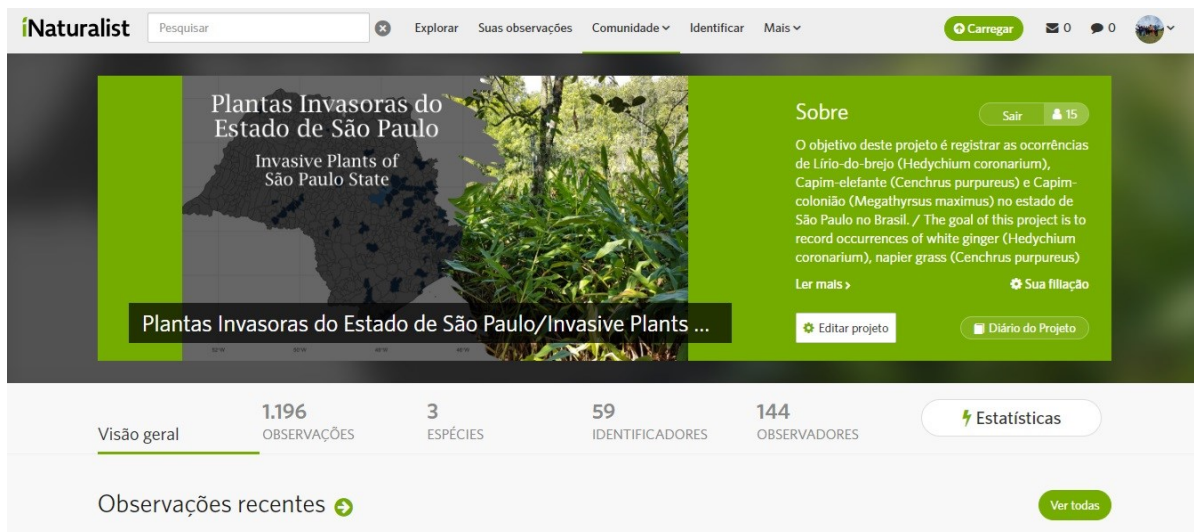 iNaturalist
Pesquisar
Explorar
Suas observações
Comunidade
Identificar
Mais
Carregar
0
0
Plantas Invasoras do
Estado de São Paulo
Invasive Plants of
São Paulo State
Plantas Invasoras do Estado de São Paulo/Invasive Plants ...
Sobre
Sair
15
O objetivo deste projeto é registrar as ocorrências
de Lírio-do-brejo (Hedychium coronarium),
Capim-elefante (Cenchrus purpureus) e Capim-
colonião (Megathyrsus maximus) no estado de
São Paulo no Brasil. / The goal of this project is to
record occurrences of white ginger (Hedychium
coronarium), napier grass (Cenchrus purpureus)
Ler mais
Sua filiação
Editar projeto
Diário do Projeto
Visão geral
1.196
OBSERVAÇÕES
3
ESPÉCIES
59
IDENTIFICADORES
144
OBSERVADORES
Estatísticas
Observações recentes
Ver todas